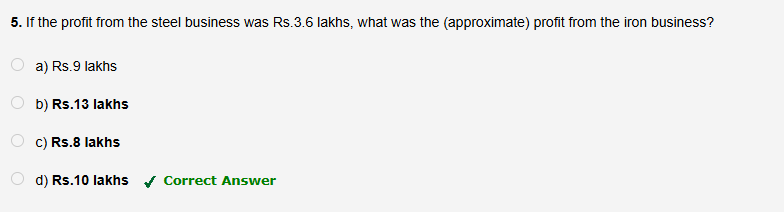 5. If the profit from the steel business was Rs.3.6 lakhs, what was the (approximate) profit from the iron business?
a) Rs.9 lakhs
b) Rs.13 lakhs
c) Rs.8 lakhs
d) Rs.10 lakhs ✓ Correct Answer